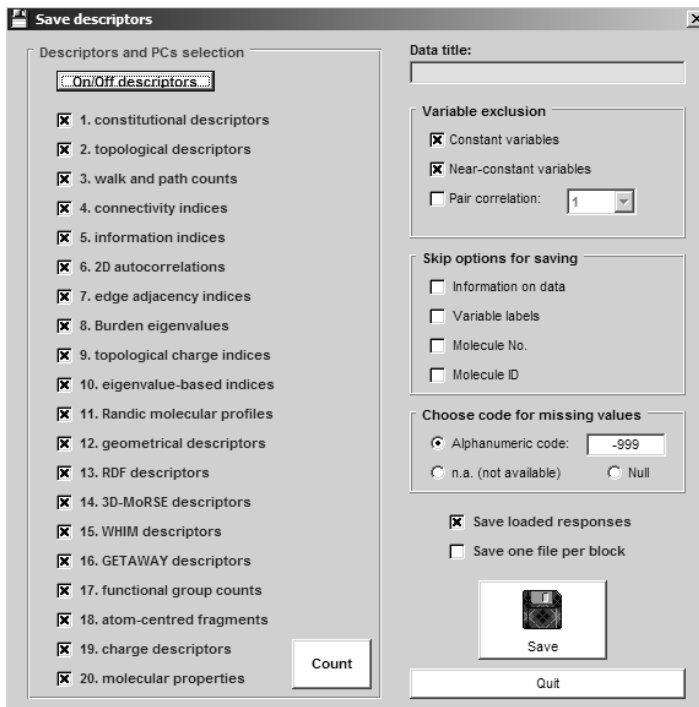 Save descriptors
Descriptors and PCs selection
On/Off descriptors
1. constitutional descriptors
2. topological descriptors
3. walk and path counts
4. connectivity indices
5. information indices
6. 2D autocorrelations
7. edge adjacency indices
8. Burden eigenvalues
9. topological charge indices
10. eigenvalue-based indices
11. Randic molecular profiles
12. geometrical descriptors
13. RDF descriptors
14. 3D-MoRSE descriptors
15. WHIM descriptors
16. GETAWAY descriptors
17. functional group counts
18. atom-centred fragments
19. charge descriptors
20. molecular properties
Count
Data title:
Variable exclusion
Constant variables
Near-constant variables
Pair correlation: 1
Skip options for saving
Information on data
Variable labels
Molecule No.
Molecule ID
Choose code for missing values
Alphanumeric code: -999
n.a. (not available) Null
Save loaded responses
Save one file per block
Save
Quit